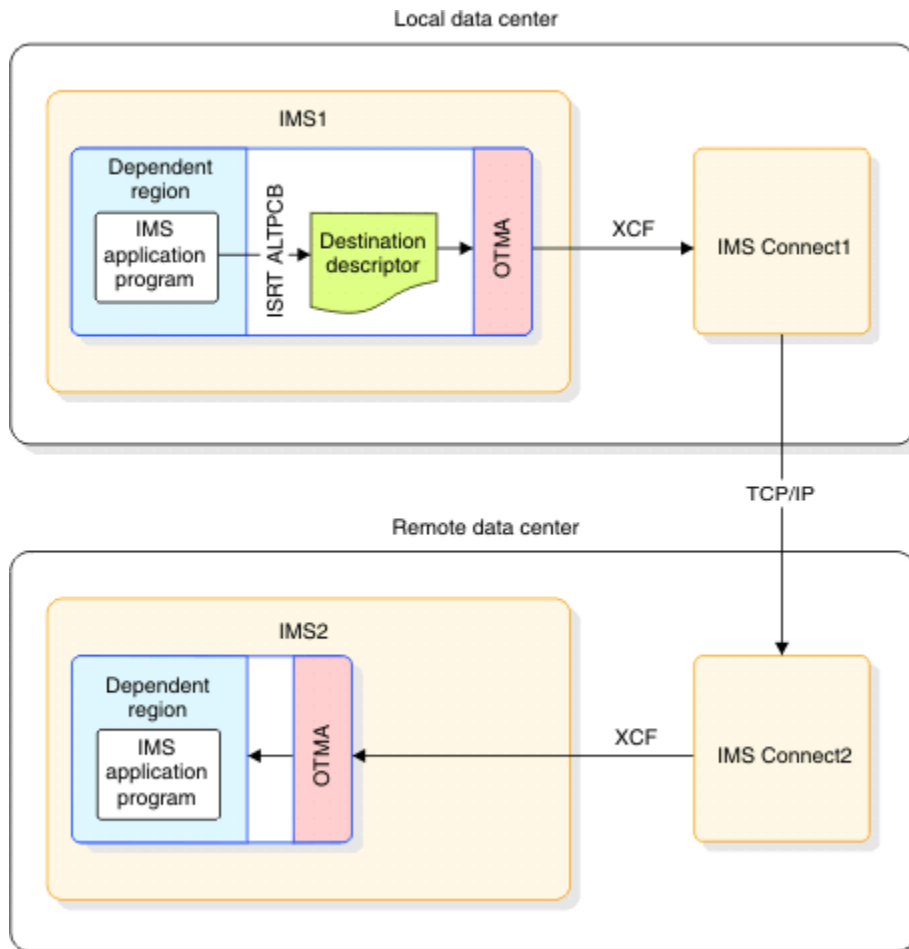 Local data center
IMS1
Dependent
region
IMS
application
program
ISRT ALTPCB
Destination
descriptor
OTMA
XCF
IMS Connect1
TCP/IP
Remote data center
IMS2
Dependent
region
IMS
application
program
OTMA
XCF
IMS Connect2